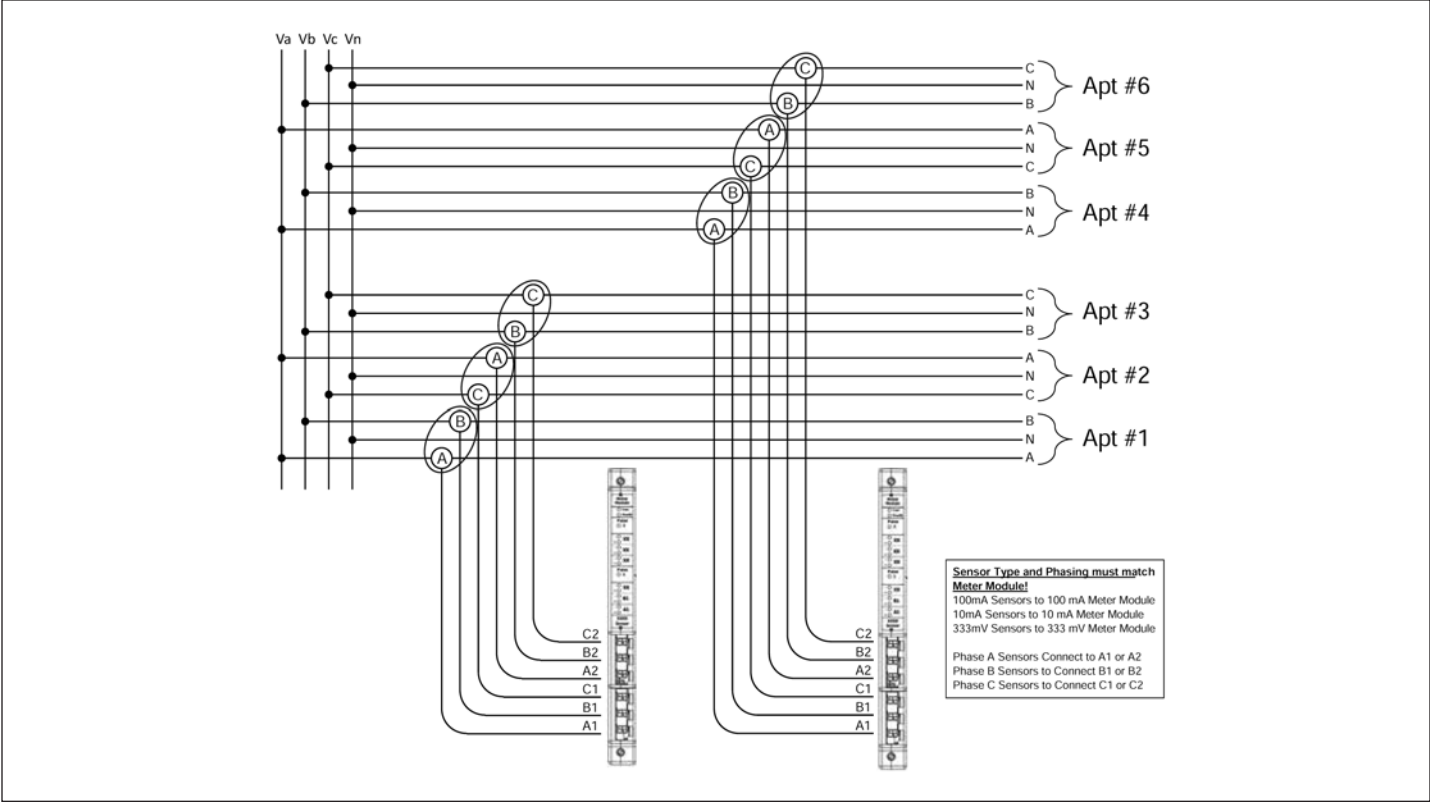 Va Vb Vc Vn
C
N
B
Apt #6
A
N
C
Apt #5
B
N
A
Apt #4
C
N
B
Apt #3
A
N
C
Apt #2
B
N
A
Apt #1
C
B
A
C
B
A
C
B
A
C
B
A
C2
B2
A2
C1
B1
A1
C2
B2
A2
C1
B1
A1
Sensor Type and Phasing must match
Meter Module!
100mA Sensors to 100 mA Meter Module
10mA Sensors to 10 mA Meter Module
333mV Sensors to 333 mV Meter Module
Phase A Sensors Connect to A1 or A2
Phase B Sensors to Connect B1 or B2
Phase C Sensors to Connect C1 or C2